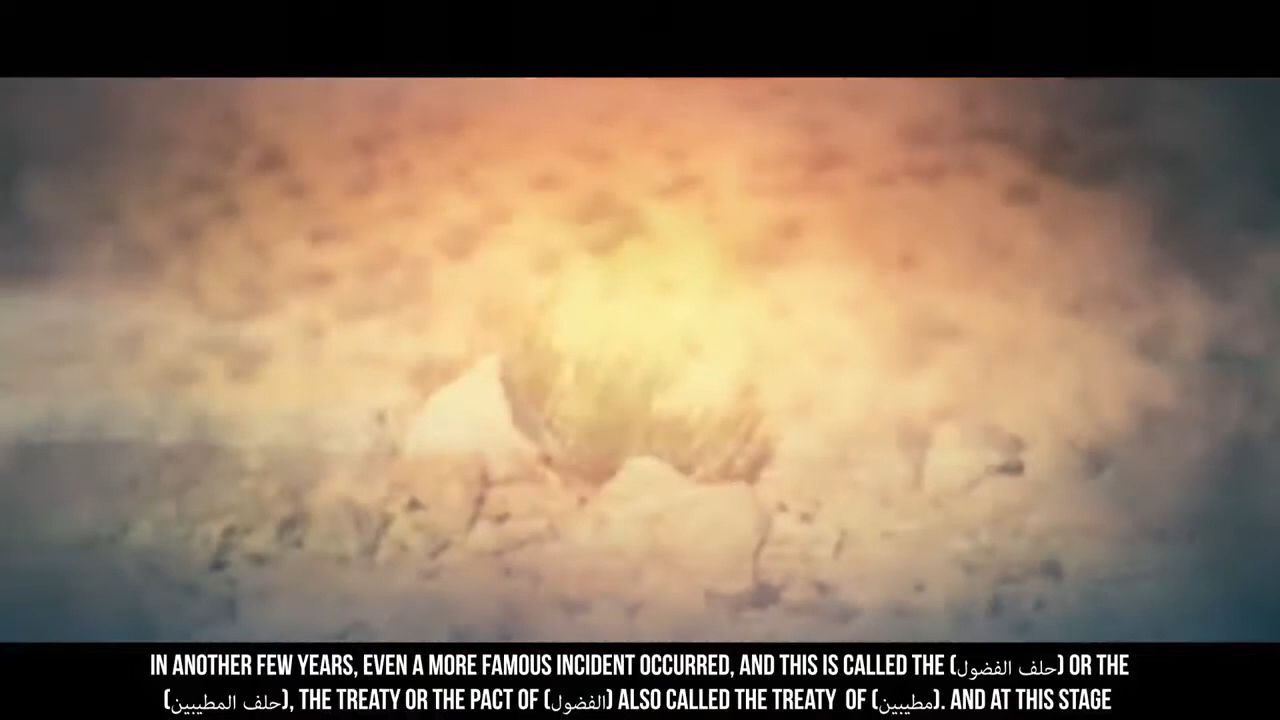 IN ANOTHER FEW YEARS, EVEN A MORE FAMOUS INCIDENT OCCURRED, AND THIS IS CALLED THE (حلف الفضول) OR THE
(حلف المطيبين), THE TREATY OR THE PACT OF (الفضول) ALSO CALLED THE TREATY OF (مطيبين). AND AT THIS STAGE